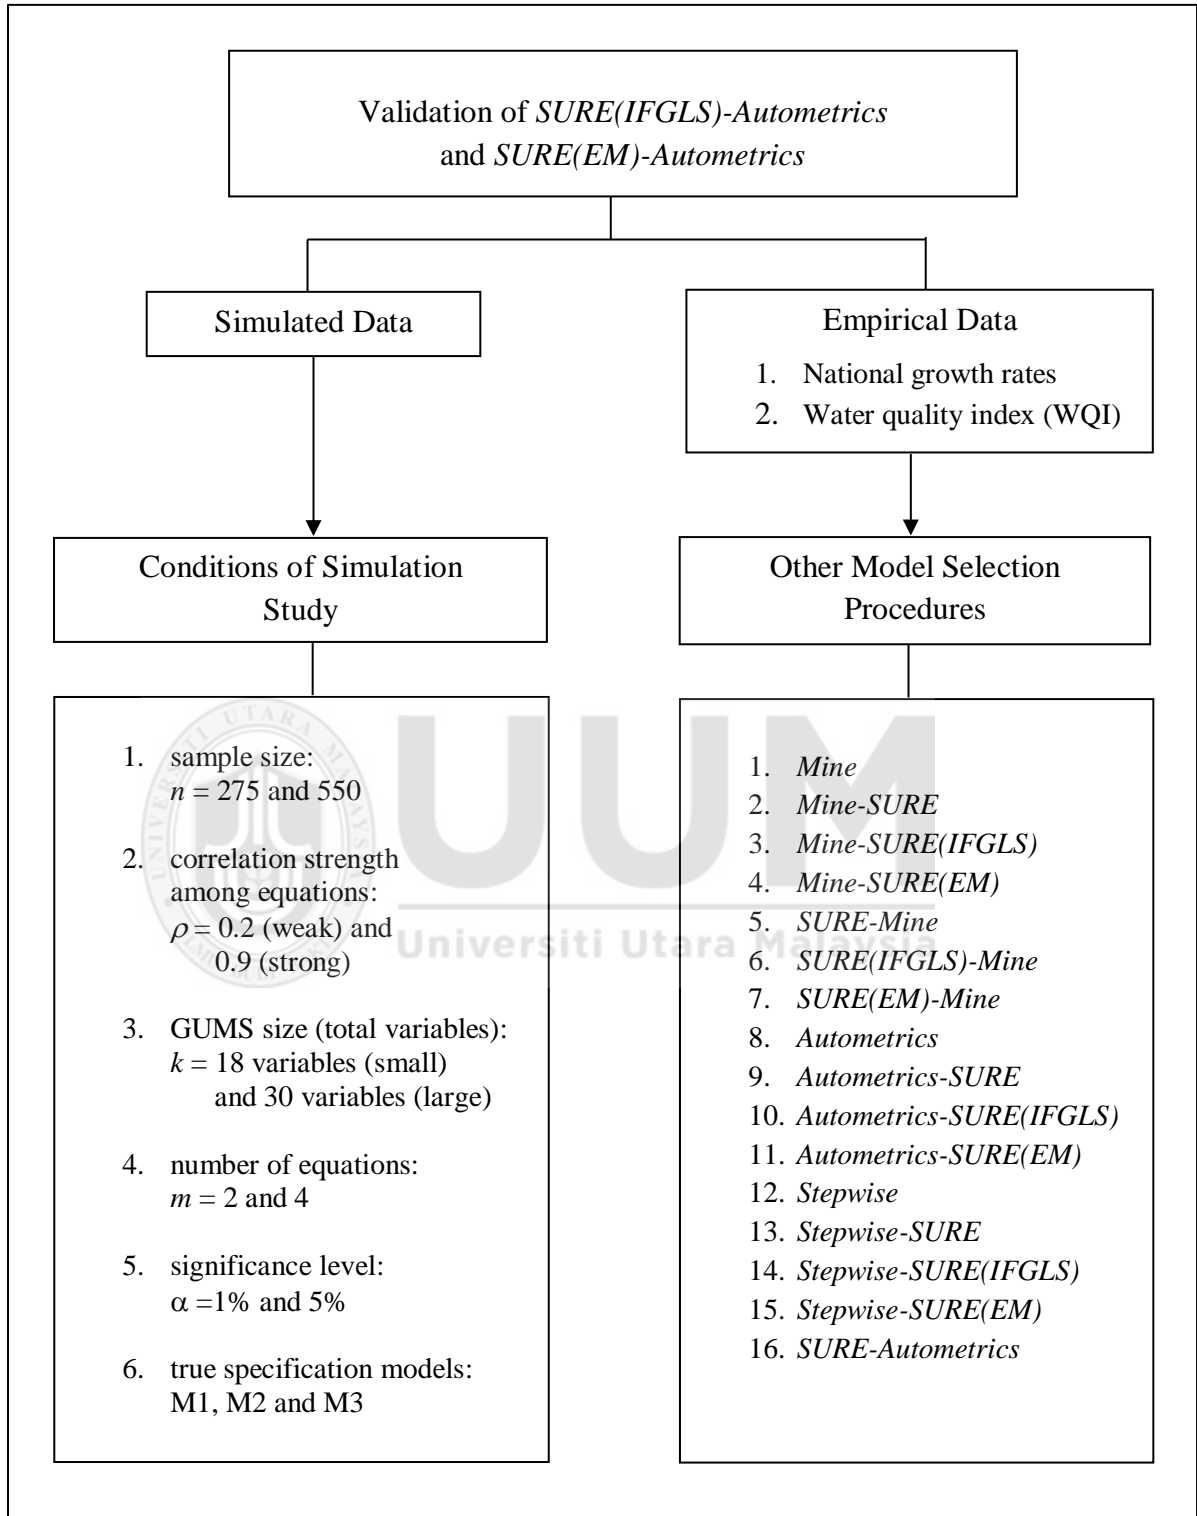 Validation of SURE(IFGLS)-Autometrics
and SURE(EM)-Autometrics
Simulated Data
Empirical Data
1. National growth rates
2. Water quality index (WQI)
Conditions of Simulation
Study
Other Model Selection
Procedures
1. sample size:
n = 275 and 550
2. correlation strength
among equations:
ρ = 0.2 (weak) and
0.9 (strong)
3. GUMS size (total variables):
k = 18 variables (small)
and 30 variables (large)
4. number of equations:
m = 2 and 4
5. significance level:
α =1% and 5%
6. true specification models:
M1, M2 and M3
1. Mine
2. Mine-SURE
3. Mine-SURE(IFGLS)
4. Mine-SURE(EM)
5. SURE-Mine
6. SURE(IFGLS)-Mine
7. SURE(EM)-Mine
8. Autometrics
9. Autometrics-SURE
10. Autometrics-SURE(IFGLS)
11. Autometrics-SURE(EM)
12. Stepwise
13. Stepwise-SURE
14. Stepwise-SURE(IFGLS)
15. Stepwise-SURE(EM)
16. SURE-Autometrics
UUM
Universiti Utara Malaysia
UNIVERSITI UTARA MALAYSIA